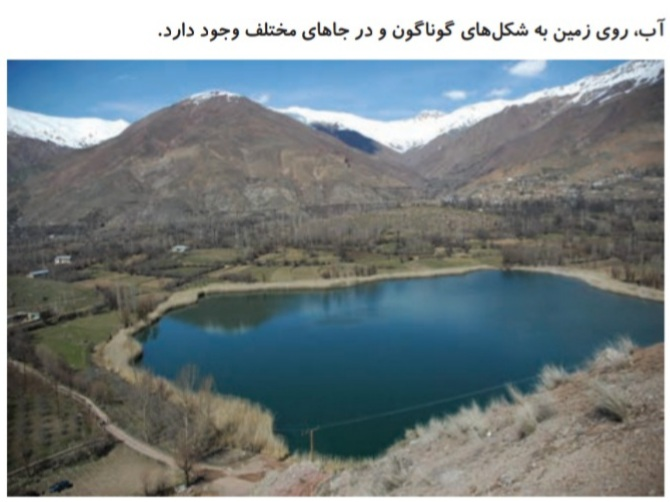 آب، روی زمین به شکل‌های گوناگون و در جاهای مختلف وجود دارد.